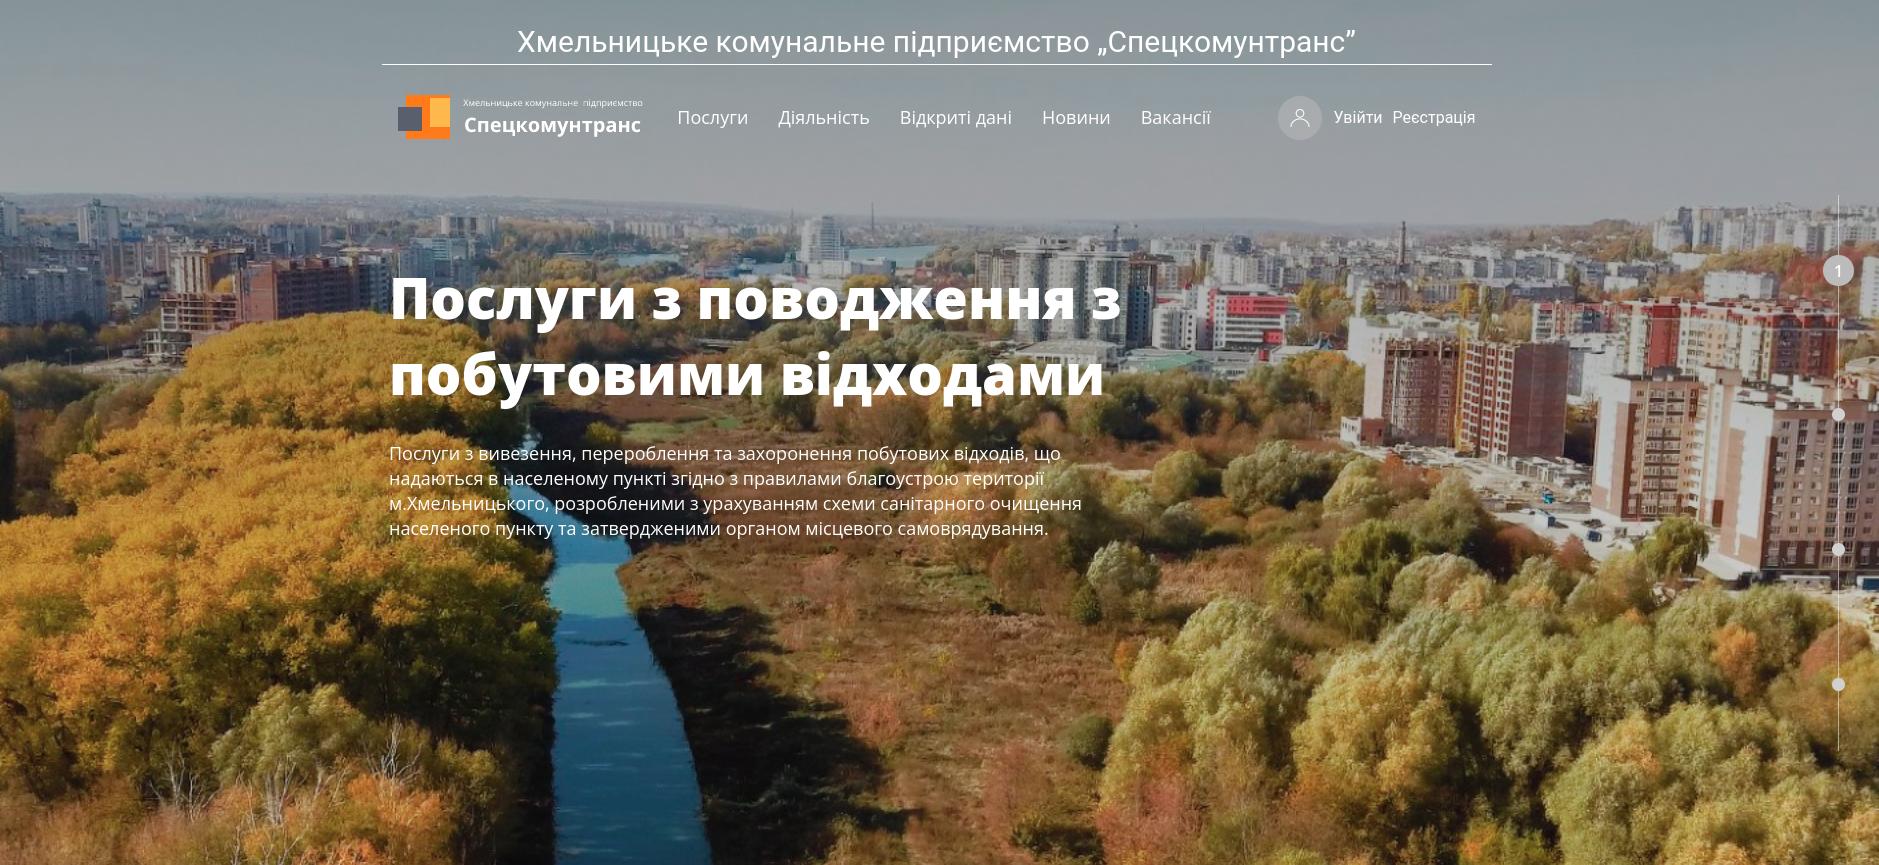 Хмельницьке комунальне підприємство „Спецкомунтранс”
Хмельницьке комунальне підприємство
Спецкомунтранс
Послуги
Діяльність
Відкриті дані
Новини
Вакансії
Увійти
Реєстрація
1
Послуги з поводження з
побутовими відходами
Послуги з вивезення, перероблення та захоронення побутових відходів, що
надаються в населеному пункті згідно з правилами благоустрою території
м.Хмельницького, розробленими з урахуванням схеми санітарного очищення
населеного пункту та затвердженими органом місцевого самоврядування.